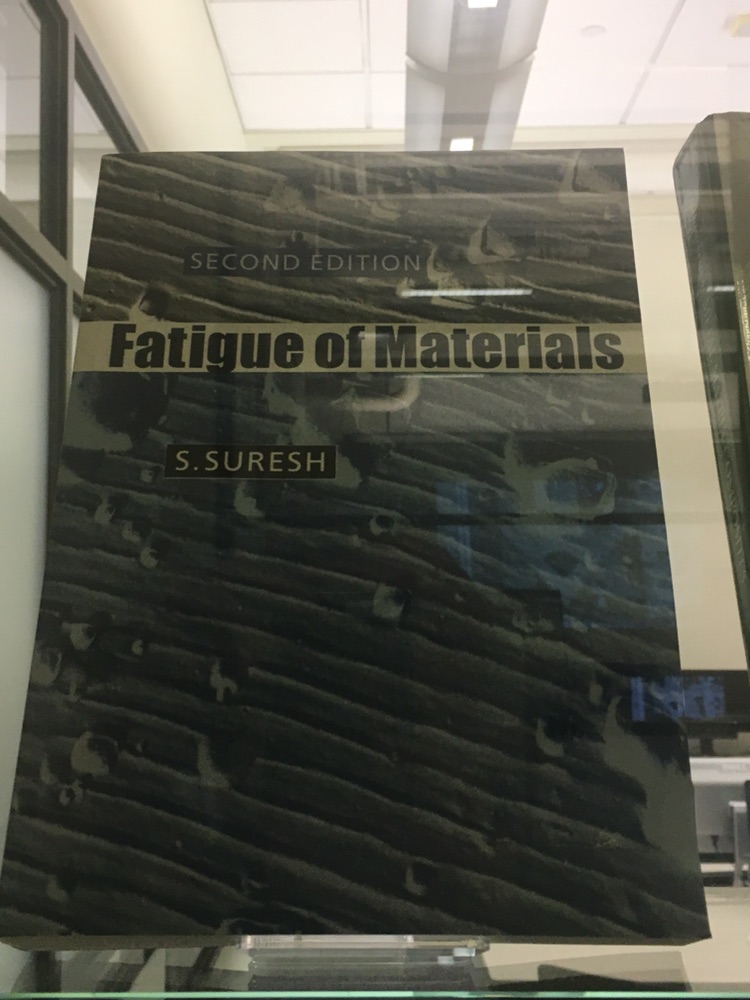 SECOND EDITION
Fatigue of Materials
S. SURESH